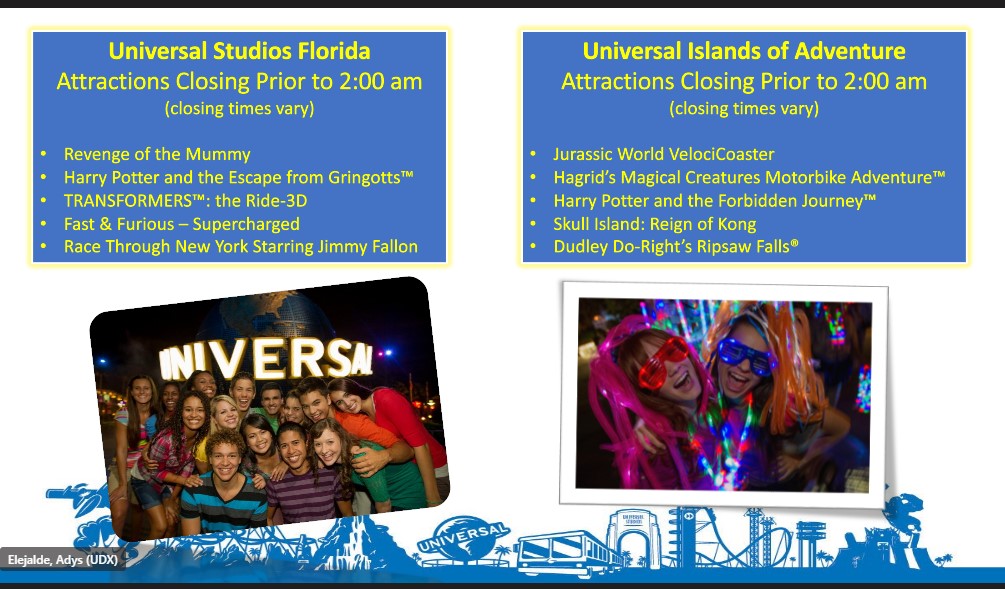 Universal Studios Florida
Attractions Closing Prior to 2:00 am
(closing times vary)
• Revenge of the Mummy
• Harry Potter and the Escape from Gringotts™
• TRANSFORMERS™: the Ride-3D
• Fast & Furious – Supercharged
• Race Through New York Starring Jimmy Fallon
Universal Islands of Adventure
Attractions Closing Prior to 2:00 am
(closing times vary)
• Jurassic World VelociCoaster
• Hagrid's Magical Creatures Motorbike Adventure™
• Harry Potter and the Forbidden Journey™
• Skull Island: Reign of Kong
• Dudley Do-Right's Ripsaw Falls®
UNIVERSAL
UNIVERSAL
UNIVERSAL
STUDIOS
Elejalde, Adys (UDX)